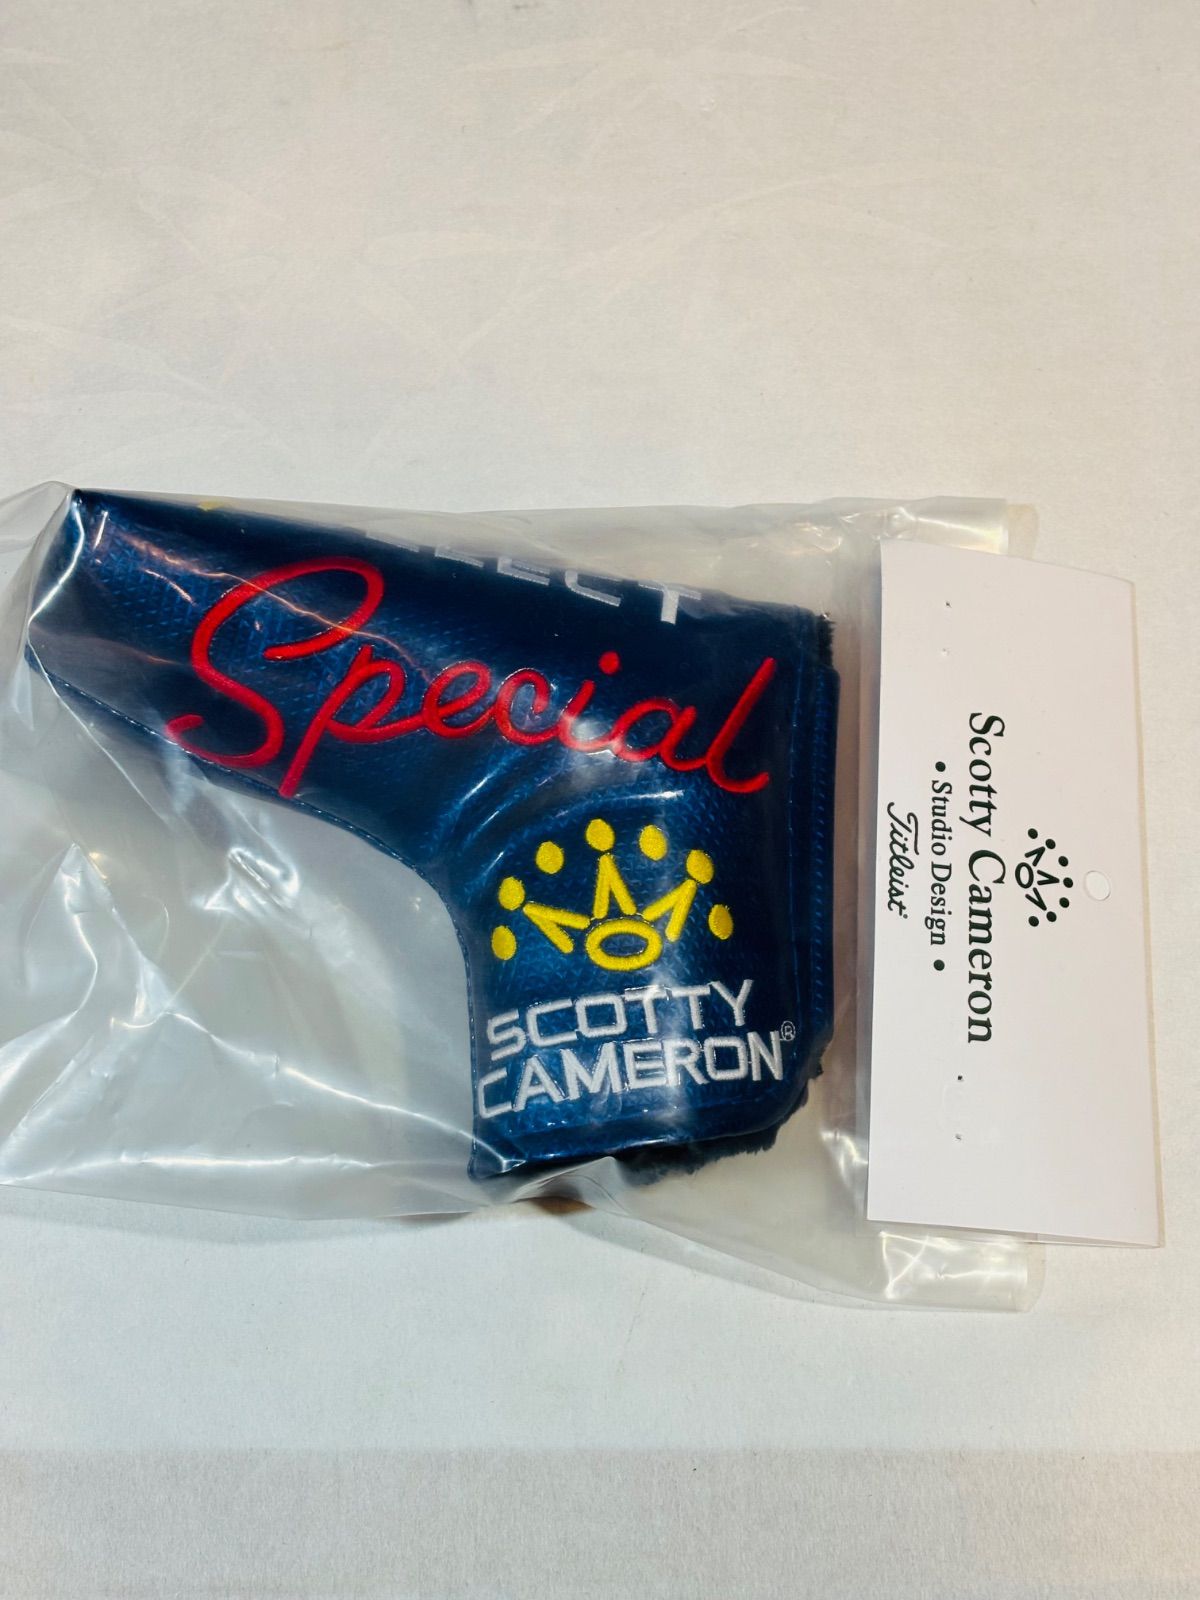 Special
SCOTTY
CAMERON®
Scotty Cameron
• Studio Design •
Titleist